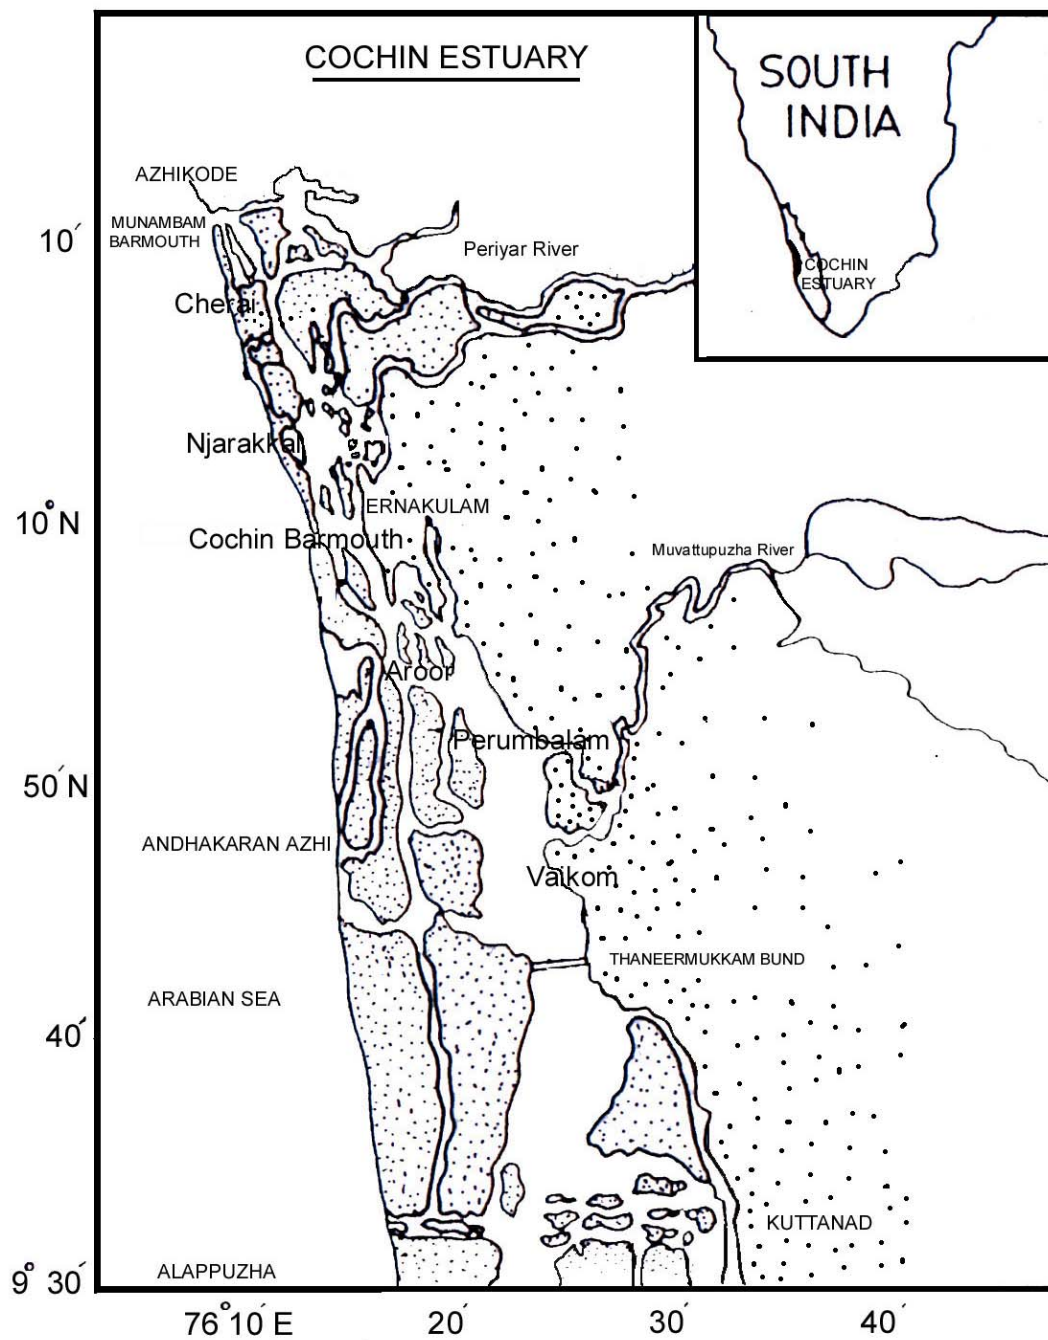 COCHIN ESTUARY
SOUTH
INDIA
COCHIN
ESTUARY
AZHIKODE
MUNAMBAM
BARMOUTH
10′
Periyar River
Cherai
Njarakkal
10°N
ERNAKULAM
Cochin Barmouth
Muvattupuzha River
Aroor
Perumbalam
50′N
ANDHAKARAN AZHI
Vaikom
THANEERMUKKAM BUND
ARABIAN SEA
40′
KUTTANAD
ALAPPUZHA
9° 30′
76°10′E 20′ 30′ 40′